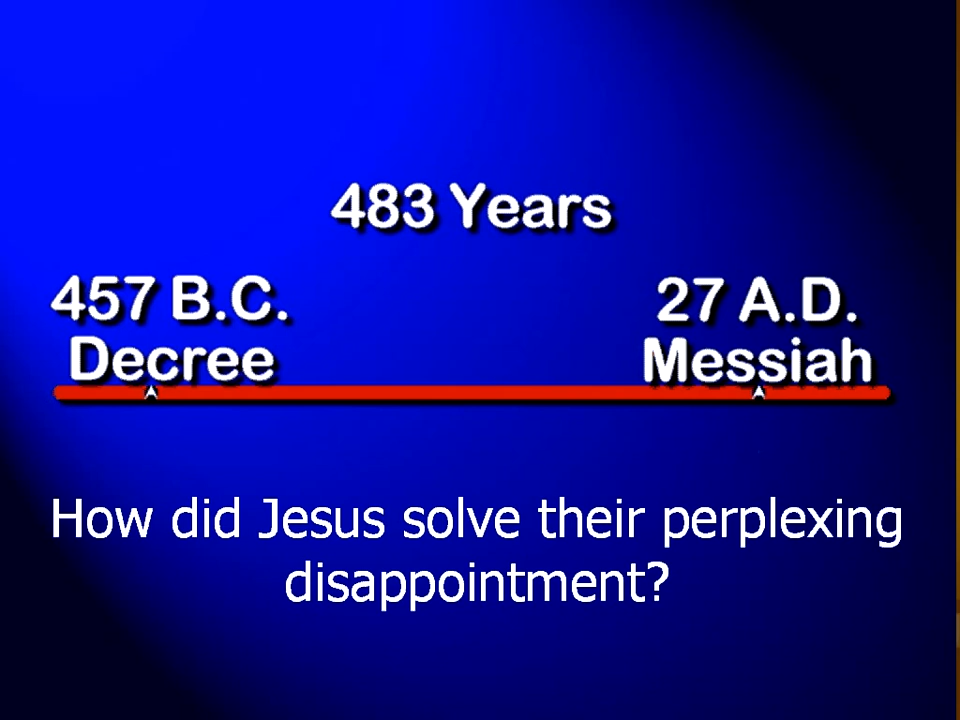 483 Years
457 B.C.
Decree
27 A.D.
Messiah
How did Jesus solve their perplexing
disappointment?